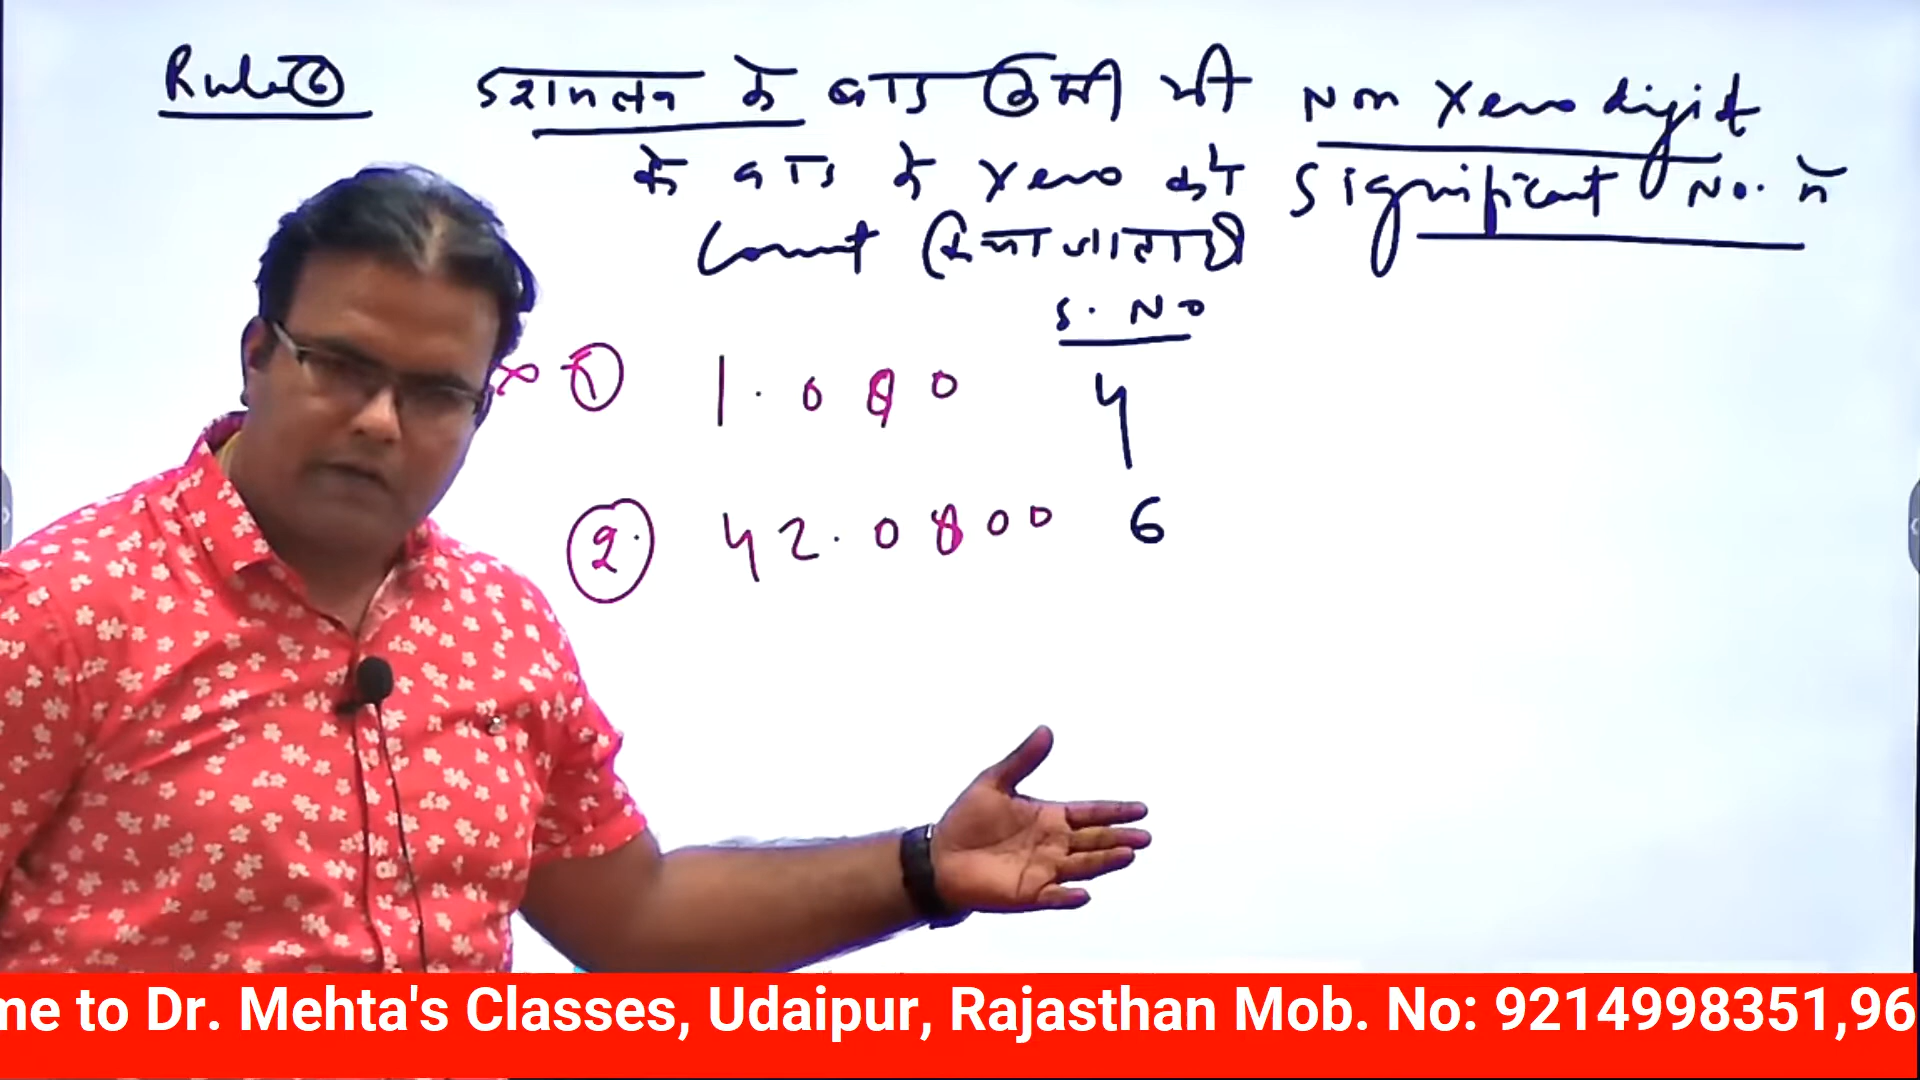 Rule ⑥ दशमलव के बाद किसी भी Non Zero digit
के बाद के Zero को Significant No. में
Count किया जाता है
S. No
① 1.000 4
②. 42.0800 6
me to Dr. Mehta's Classes, Udaipur, Rajasthan Mob. No: 9214998351,96